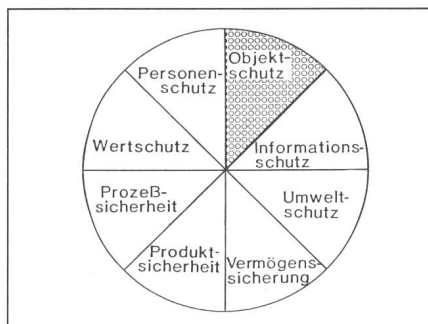 Objekt-
schutz
Informations-
schutz
Umwelt-
schutz
Vermögens-
sicherung
Produkt-
sicherheit
Prozeß-
sicherheit
Wertschutz
Personen-
schutz